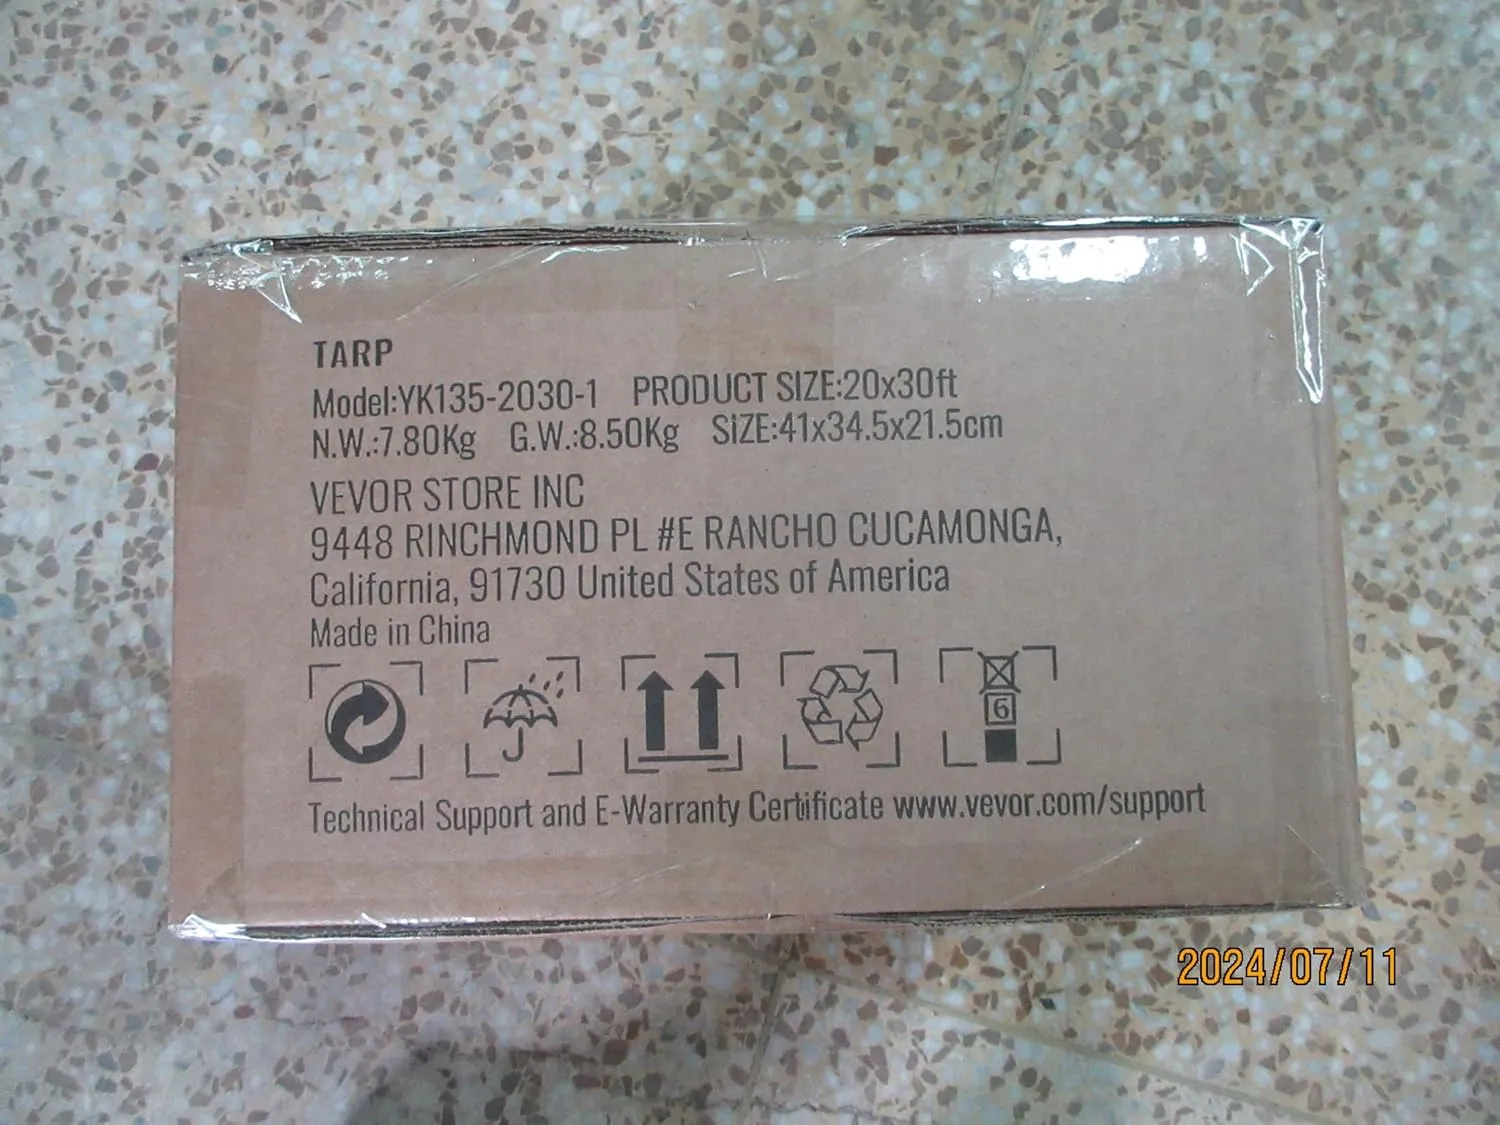 TARP
Model:YK135-2030-1 PRODUCT SIZE:20x30ft
N.W.:7.80Kg G.W.:8.50Kg SIZE:41x34.5x21.5cm
VEVOR STORE INC
9448 RINCHMOND PL #E RANCHO CUCAMONGA,
California, 91730 United States of America
Made in China
6
Technical Support and E-Warranty Certificate www.vevor.com/support
2024/07/11